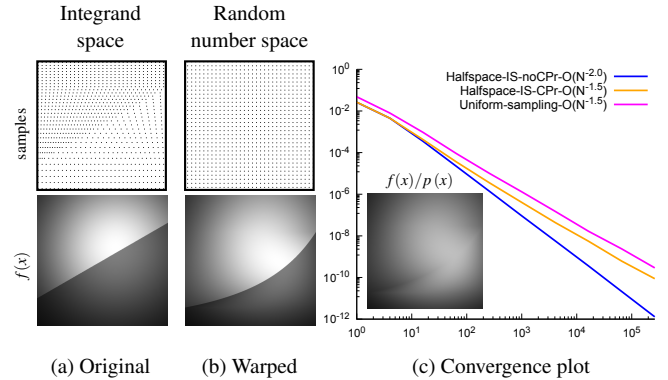 Integrand
space
Random
number space
samples
f(x)
10^0
10^-2
10^-4
10^-6
10^-8
10^-10
10^-12
Halfspace-IS-noCPr-O(N^-2.0)
Halfspace-IS-CPr-O(N^-1.5)
Uniform-sampling-O(N^-1.5)
f(x)/p(x)
10^0 10^1 10^2 10^3 10^4 10^5
(a) Original
(b) Warped
(c) Convergence plot